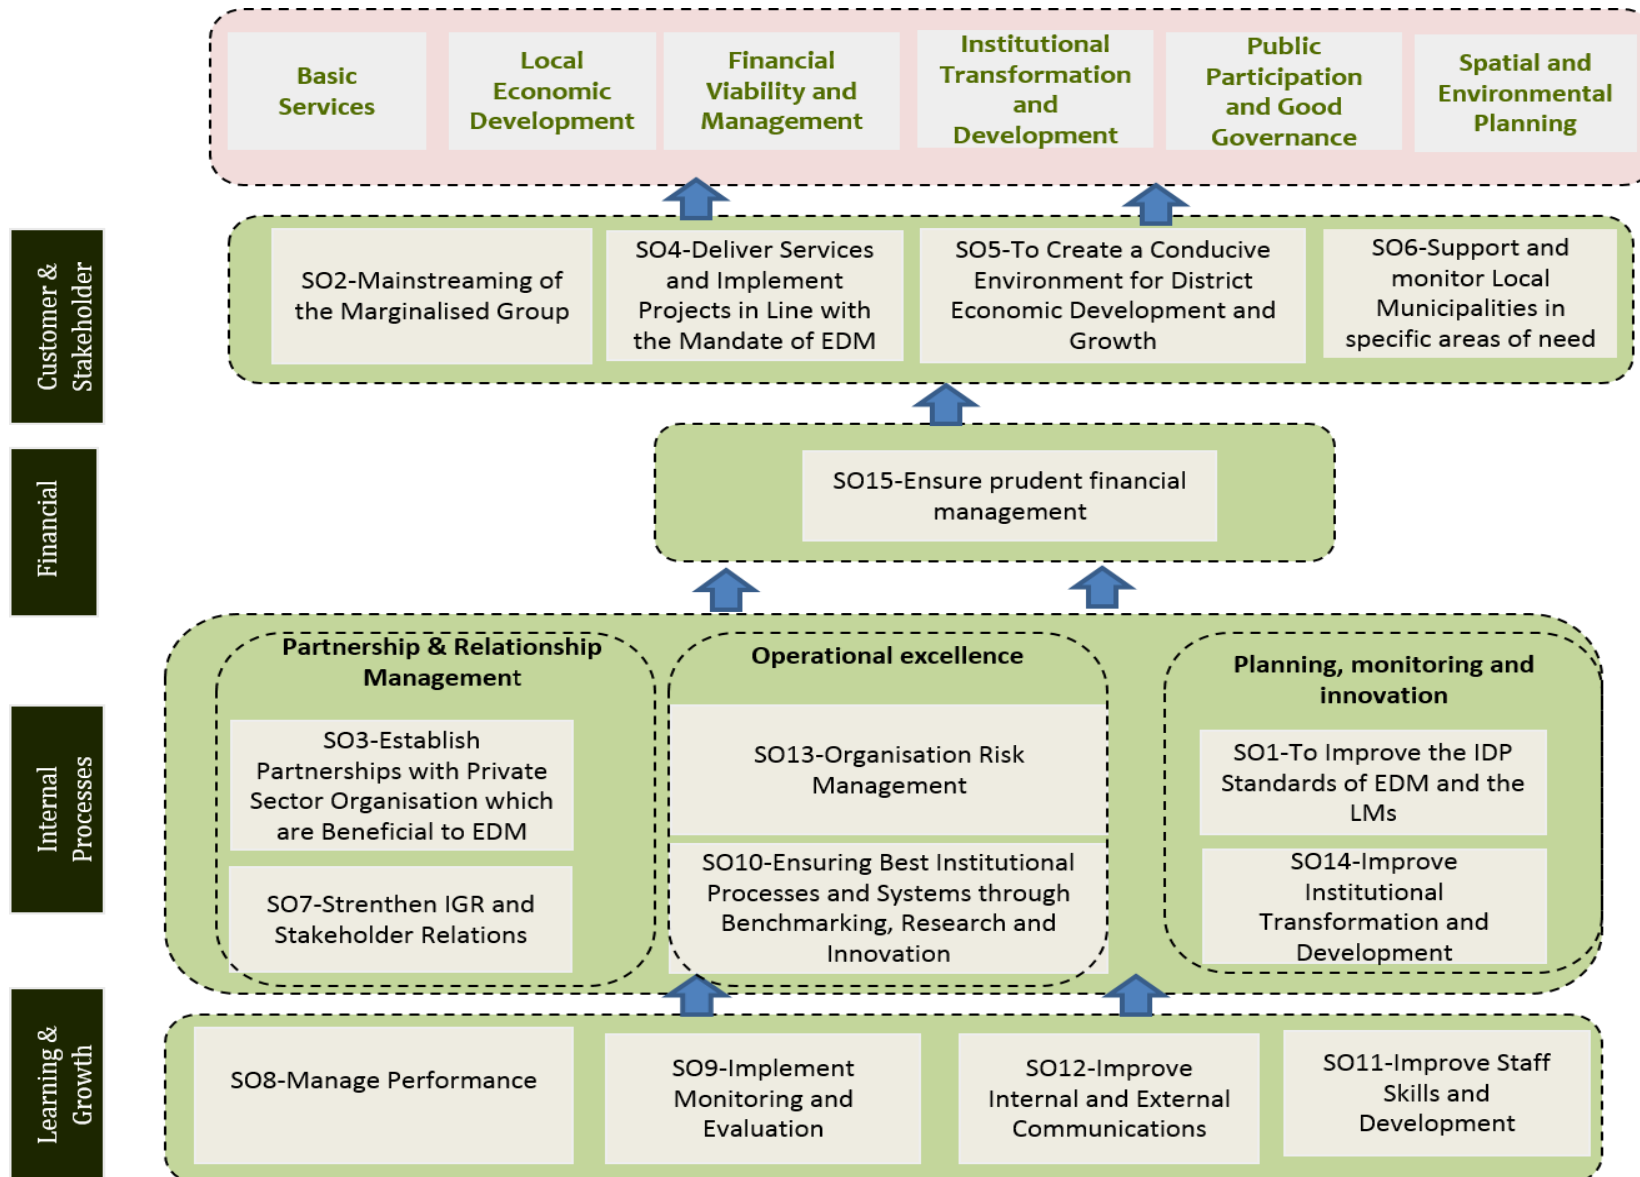 Basic
Services
Local
Economic
Development
Financial
Viability and
Management
Institutional
Transformation
and
Development
Public
Participation
and Good
Governance
Spatial and
Environmental
Planning
Customer &
Stakeholder
SO2-Mainstreaming of
the Marginalised Group
SO4-Deliver Services
and Implement
Projects in Line with
the Mandate of EDM
SO5-To Create a Conducive
Environment for District
Economic Development and
Growth
SO6-Support and
monitor Local
Municipalities in
specific areas of need
Financial
SO15-Ensure prudent financial
management
Internal
Processes
Partnership & Relationship
Management
SO3-Establish
Partnerships with Private
Sector Organisation which
are Beneficial to EDM
SO7-Strenthen IGR and
Stakeholder Relations
Operational excellence
SO13-Organisation Risk
Management
SO10-Ensuring Best Institutional
Processes and Systems through
Benchmarking, Research and
Innovation
Planning, monitoring and
innovation
SO1-To Improve the IDP
Standards of EDM and the
LMs
SO14-Improve
Institutional
Transformation and
Development
Learning &
Growth
SO8-Manage Performance
SO9-Implement
Monitoring and
Evaluation
SO12-Improve
Internal and External
Communications
SO11-Improve Staff
Skills and
Development